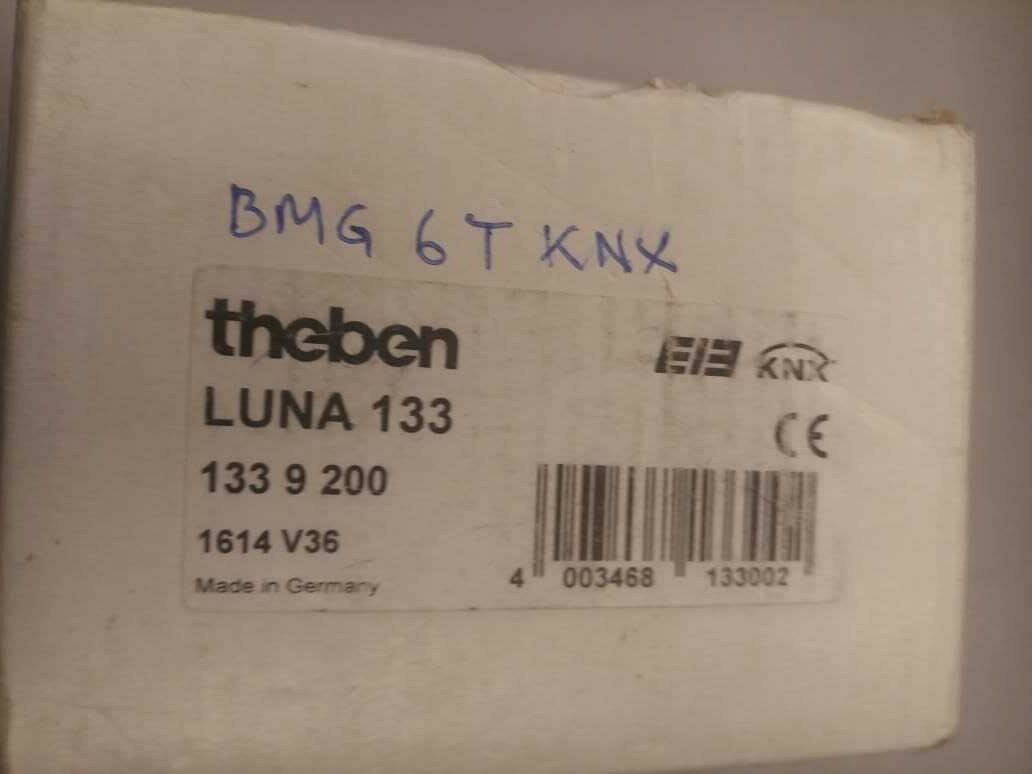 BMG 6T KNX
theben
EIB KNX
LUNA 133
CE
133 9 200
1614 V36
Made in Germany
4 003468 133002